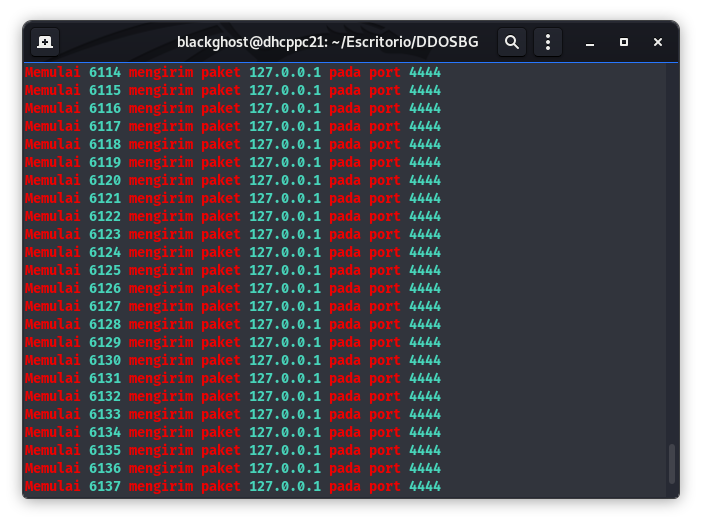 blackghost@dhcppc21: ~/Escritorio/DDOSBG
Memulai 6114 mengirim paket 127.0.0.1 pada port 4444
Memulai 6115 mengirim paket 127.0.0.1 pada port 4444
Memulai 6116 mengirim paket 127.0.0.1 pada port 4444
Memulai 6117 mengirim paket 127.0.0.1 pada port 4444
Memulai 6118 mengirim paket 127.0.0.1 pada port 4444
Memulai 6119 mengirim paket 127.0.0.1 pada port 4444
Memulai 6120 mengirim paket 127.0.0.1 pada port 4444
Memulai 6121 mengirim paket 127.0.0.1 pada port 4444
Memulai 6122 mengirim paket 127.0.0.1 pada port 4444
Memulai 6123 mengirim paket 127.0.0.1 pada port 4444
Memulai 6124 mengirim paket 127.0.0.1 pada port 4444
Memulai 6125 mengirim paket 127.0.0.1 pada port 4444
Memulai 6126 mengirim paket 127.0.0.1 pada port 4444
Memulai 6127 mengirim paket 127.0.0.1 pada port 4444
Memulai 6128 mengirim paket 127.0.0.1 pada port 4444
Memulai 6129 mengirim paket 127.0.0.1 pada port 4444
Memulai 6130 mengirim paket 127.0.0.1 pada port 4444
Memulai 6131 mengirim paket 127.0.0.1 pada port 4444
Memulai 6132 mengirim paket 127.0.0.1 pada port 4444
Memulai 6133 mengirim paket 127.0.0.1 pada port 4444
Memulai 6134 mengirim paket 127.0.0.1 pada port 4444
Memulai 6135 mengirim paket 127.0.0.1 pada port 4444
Memulai 6136 mengirim paket 127.0.0.1 pada port 4444
Memulai 6137 mengirim paket 127.0.0.1 pada port 4444